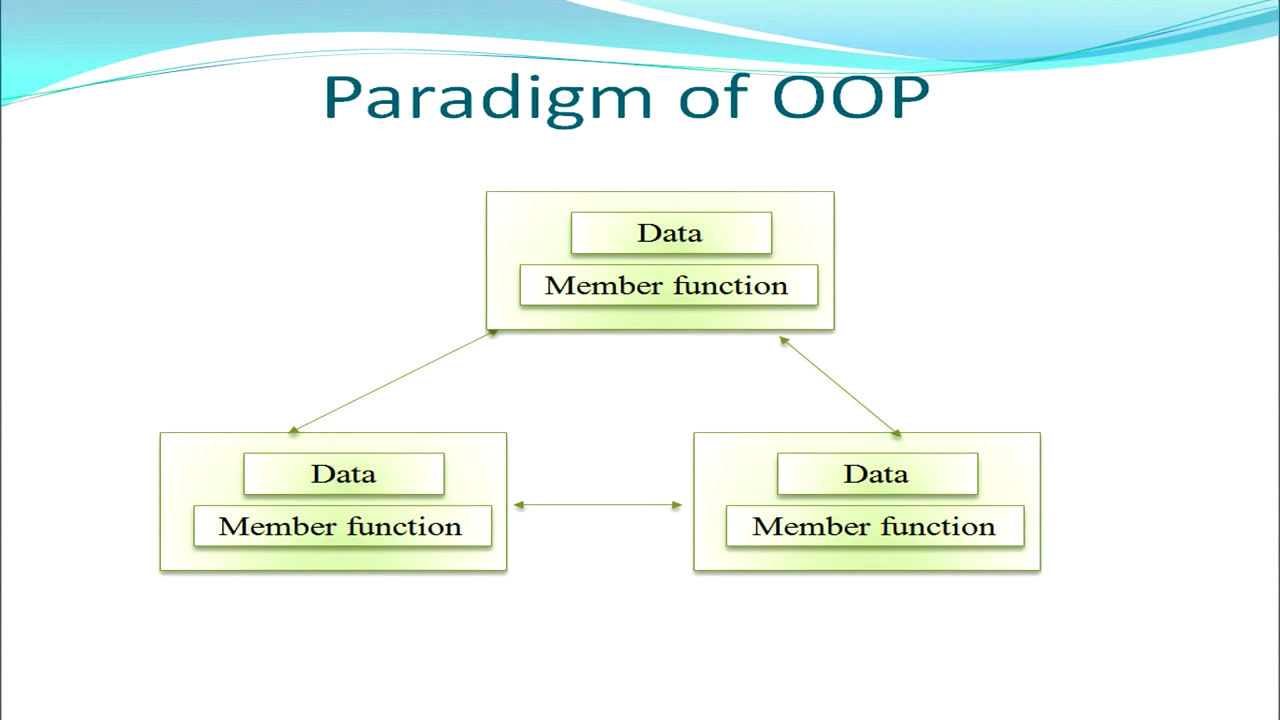 Paradigm of OOP
Data
Member function
Data
Member function
Data
Member function